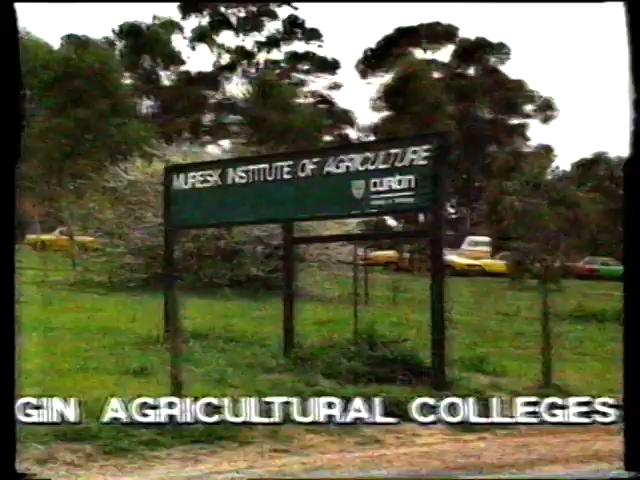 MURESK INSTITUTE OF AGRICULTURE
Curtin
GIN AGRICULTURAL COLLEGES